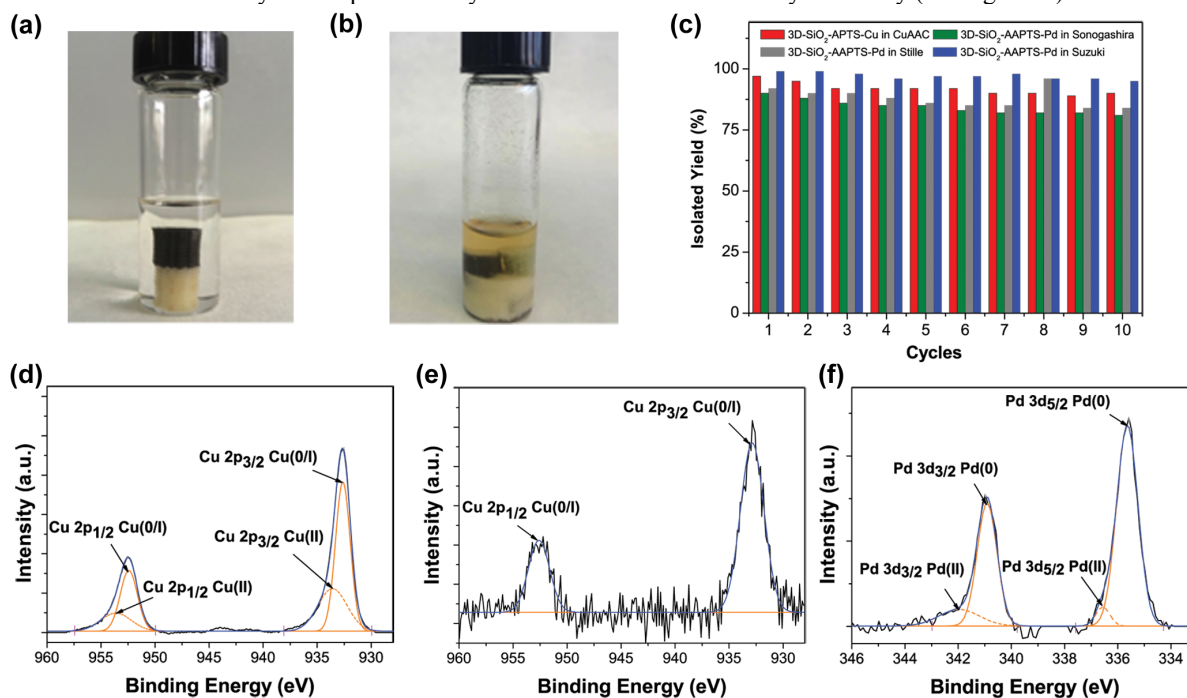 (a)
(b)
(c)
3D-SiO₂-APTS-Cu in CuAAC
3D-SiO₂-AAPTS-Pd in Sonogashira
3D-SiO₂-AAPTS-Pd in Stille
3D-SiO₂-AAPTS-Pd in Suzuki
Isolated Yield (%)
100
75
50
25
0
1 2 3 4 5 6 7 8 9 10
Cycles
(d)
Intensity (a.u.)
Cu 2p₃/₂ Cu(0/I)
Cu 2p₁/₂ Cu(0/I)
Cu 2p₃/₂ Cu(II)
Cu 2p₁/₂ Cu(II)
960 955 950 945 940 935 930
Binding Energy (eV)
(e)
Intensity (a.u.)
Cu 2p₃/₂ Cu(0/I)
Cu 2p₁/₂ Cu(0/I)
960 955 950 945 940 935 930
Binding Energy (eV)
(f)
Intensity (a.u.)
Pd 3d₅/₂ Pd(0)
Pd 3d₃/₂ Pd(0)
Pd 3d₃/₂ Pd(II)
Pd 3d₅/₂ Pd(II)
346 344 342 340 338 336 334
Binding Energy (eV)